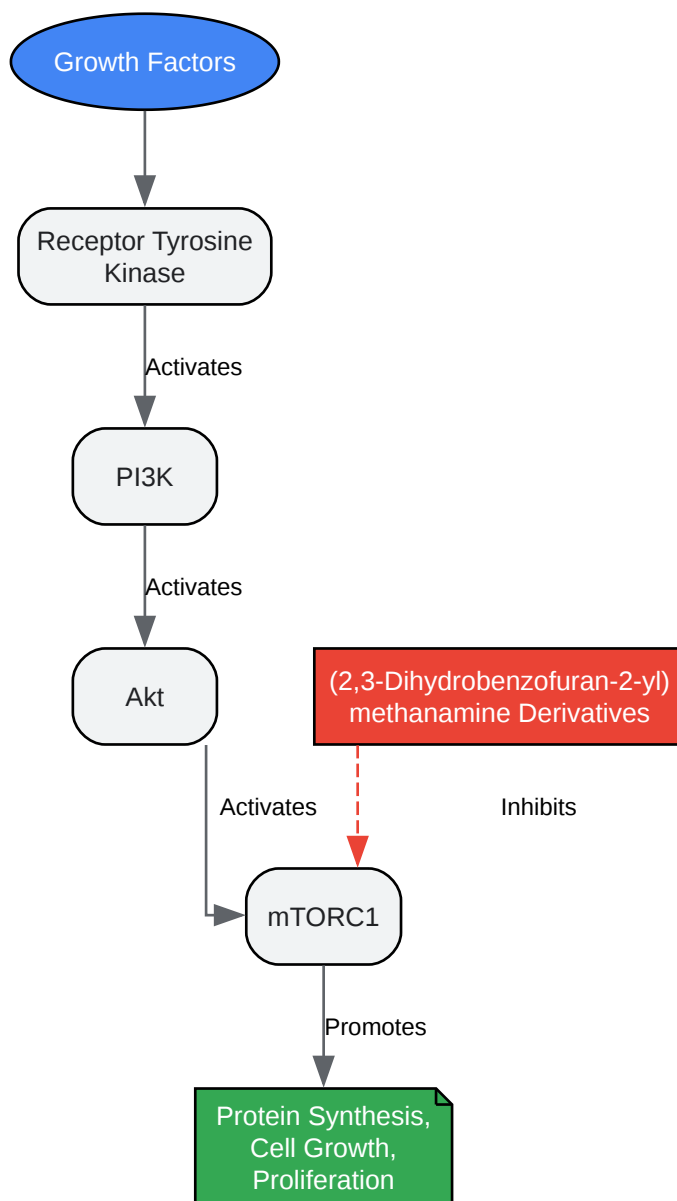 Growth Factors
Receptor Tyrosine
Kinase
Activates
PI3K
Activates
Akt
(2,3-Dihydrobenzofuran-2-yl)
methanamine Derivatives
Activates
Inhibits
mTORC1
Promotes
Protein Synthesis,
Cell Growth,
Proliferation